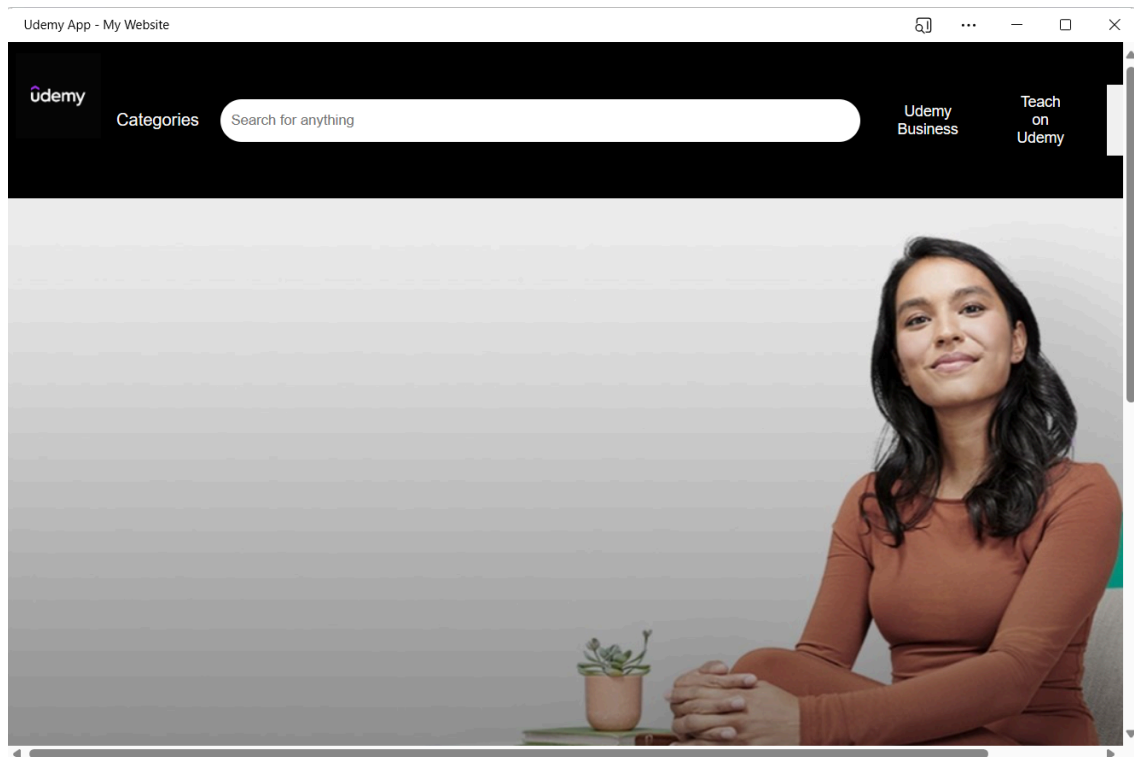 Udemy App - My Website
ûdemy
Categories
Search for anything
Udemy
Business
Teach
on
Udemy